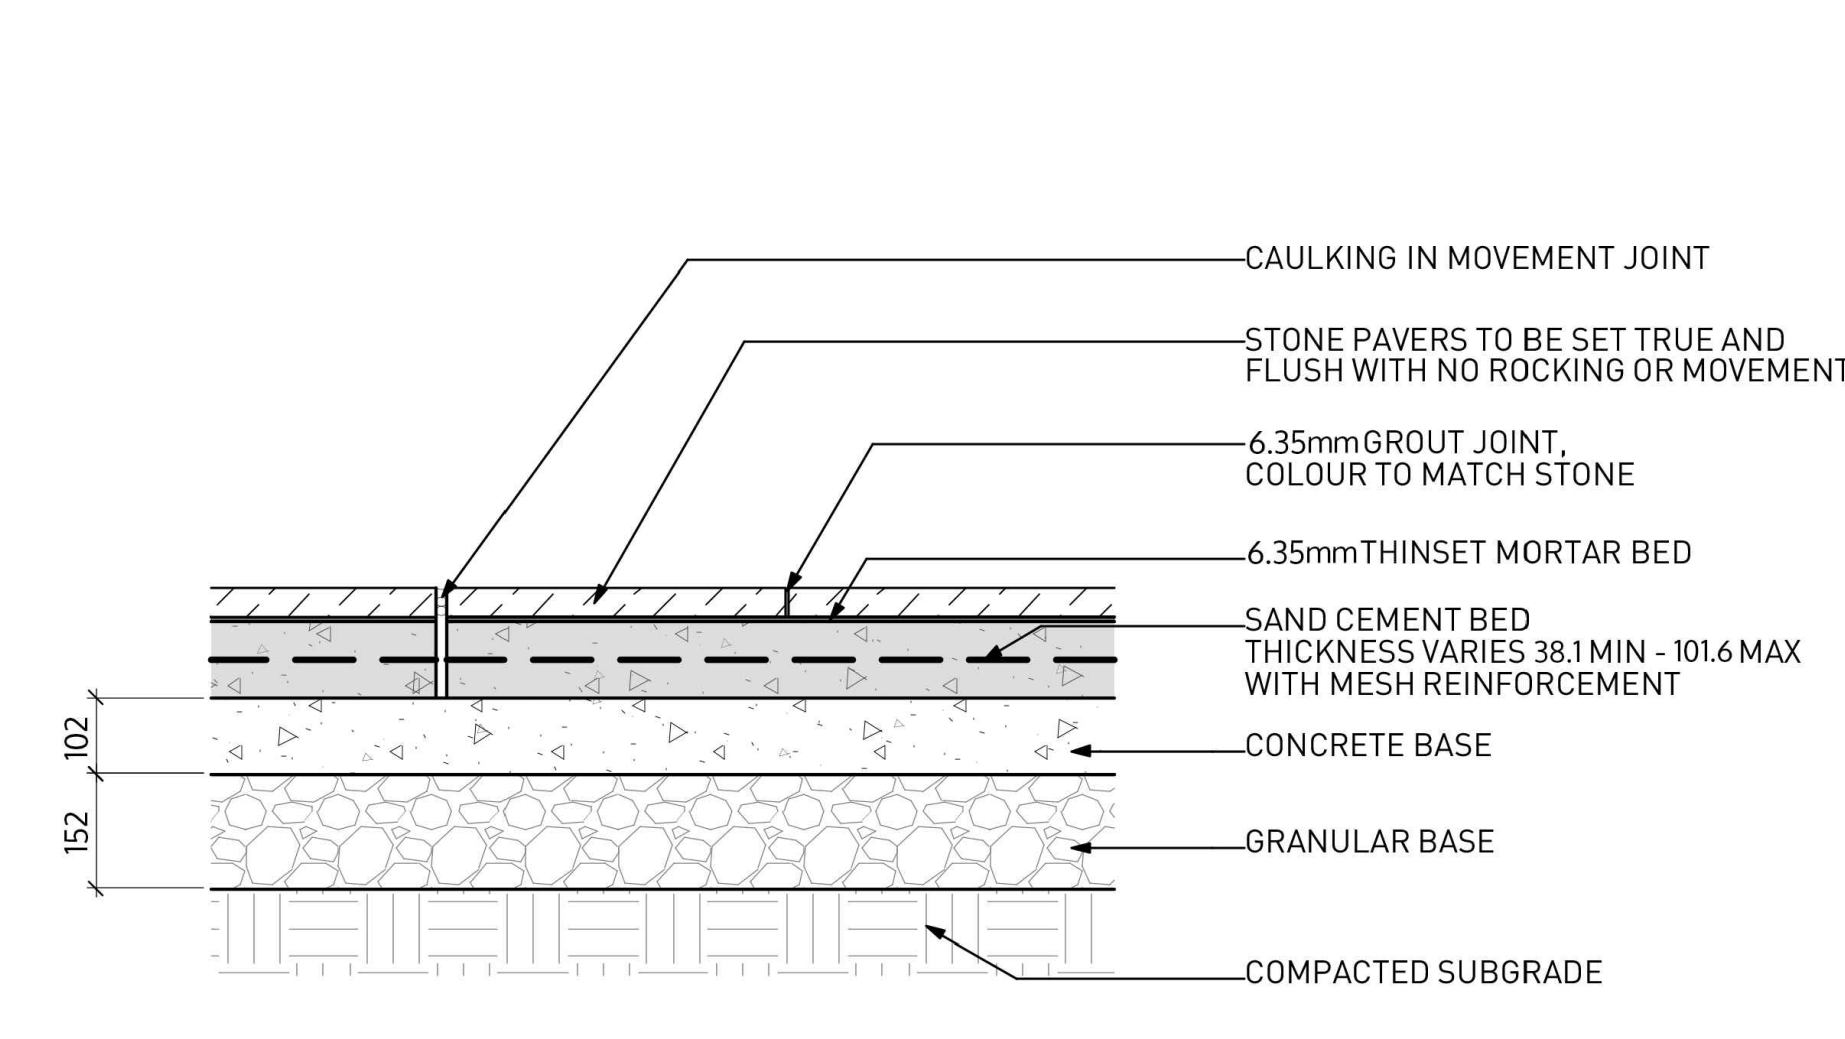 CAULKING IN MOVEMENT JOINT
STONE PAVERS TO BE SET TRUE AND
FLUSH WITH NO ROCKING OR MOVEMENT
6.35mm GROUT JOINT,
COLOUR TO MATCH STONE
6.35mm THINSET MORTAR BED
SAND CEMENT BED
THICKNESS VARIES 38.1 MIN - 101.6 MAX
WITH MESH REINFORCEMENT
102
CONCRETE BASE
152
GRANULAR BASE
COMPACTED SUBGRADE